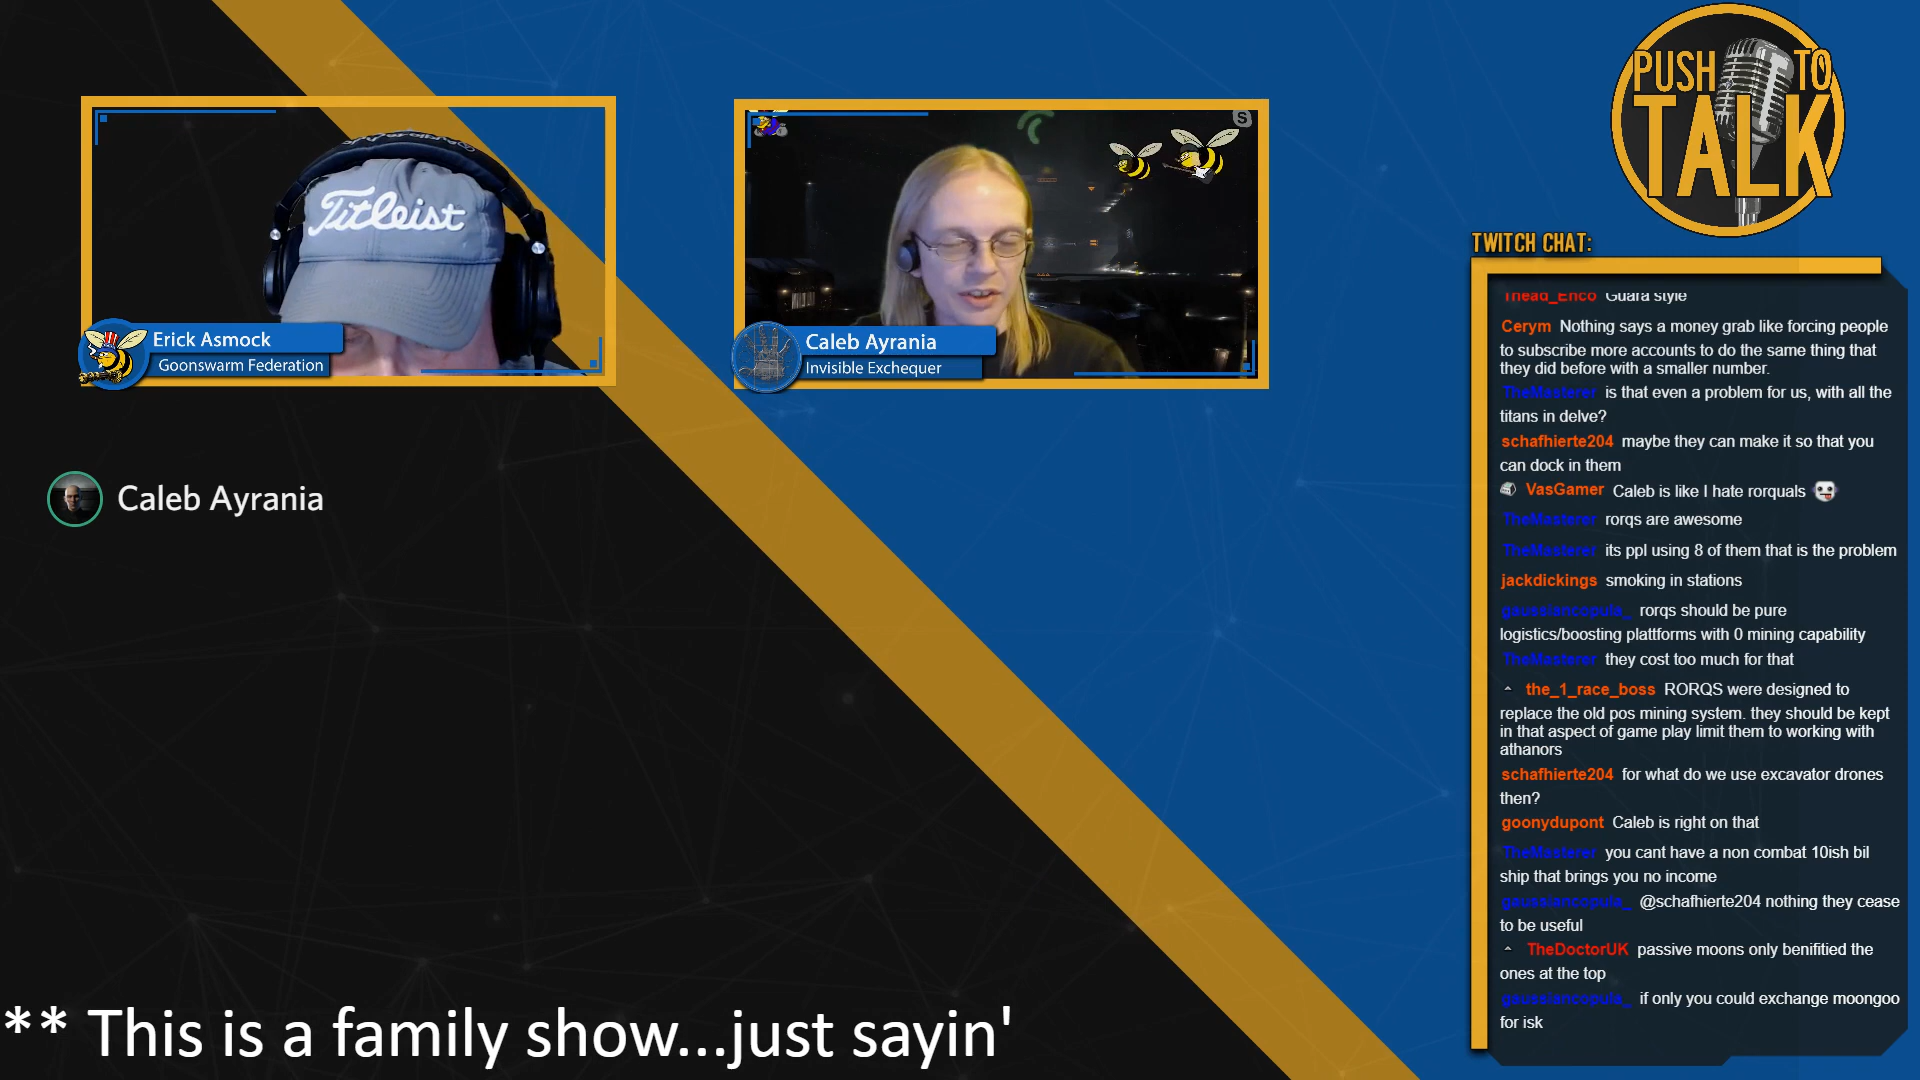 PUSH TO
TALK
Titleist
S
Erick Asmock
Goonswarm Federation
Caleb Ayrania
Invisible Exchequer
Caleb Ayrania
** This is a family show...just sayin'
TWITCH CHAT:
Thead_Enco Guara style
Cerym Nothing says a money grab like forcing people
to subscribe more accounts to do the same thing that
they did before with a smaller number.
TheMasterer is that even a problem for us, with all the
titans in delve?
schafhierte204 maybe they can make it so that you
can dock in them
VasGamer Caleb is like I hate rorquals
TheMasterer rorqs are awesome
TheMasterer its ppl using 8 of them that is the problem
jackdickings smoking in stations
gaussiancopula_ rorqs should be pure
logistics/boosting plattforms with 0 mining capability
TheMasterer they cost too much for that
the_1_race_boss RORQS were designed to
replace the old pos mining system. they should be kept
in that aspect of game play limit them to working with
athanors
schafhierte204 for what do we use excavator drones
then?
goonydupont Caleb is right on that
TheMasterer you cant have a non combat 10ish bil
ship that brings you no income
gaussiancopula_ @schafhierte204 nothing they cease
to be useful
TheDoctorUK passive moons only benifitied the
ones at the top
gaussiancopula_ if only you could exchange moongoo
for isk